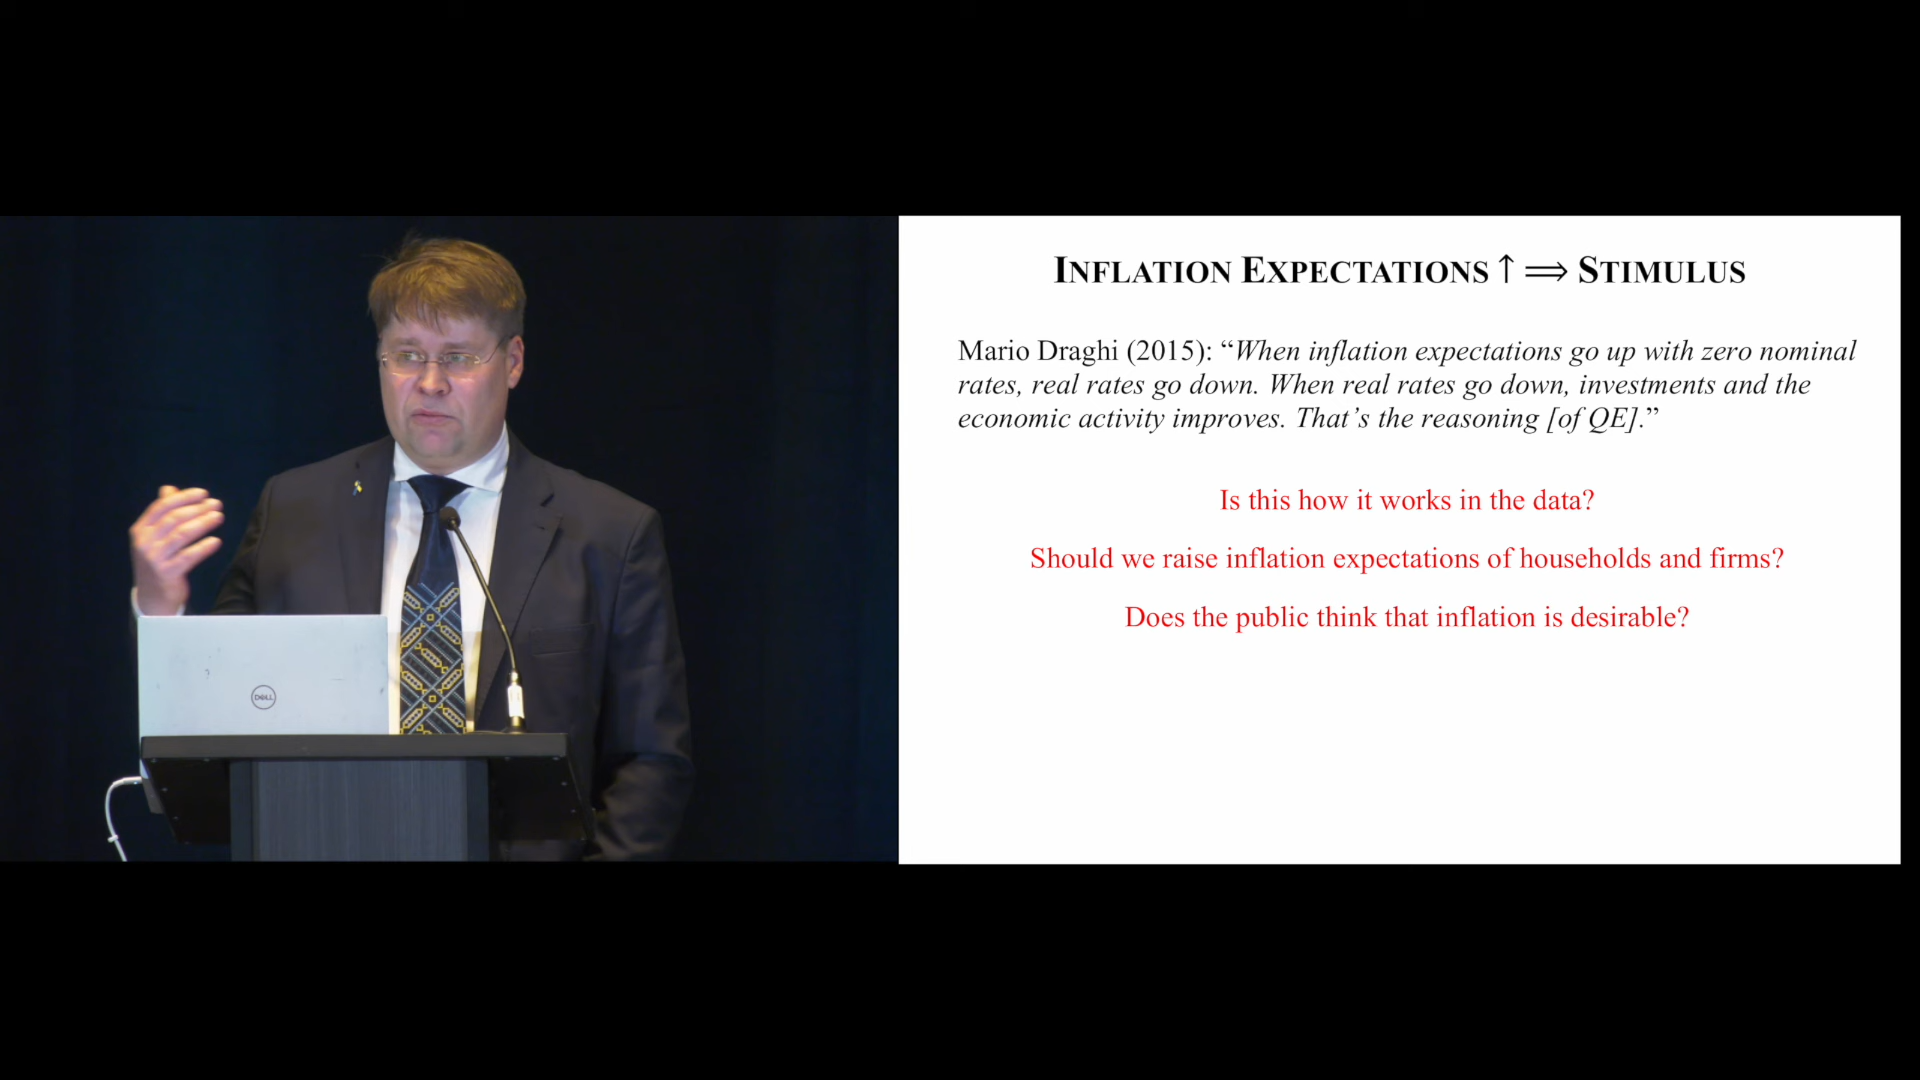 INFLATION EXPECTATIONS ↑ ⟹ STIMULUS
Mario Draghi (2015): “When inflation expectations go up with zero nominal
rates, real rates go down. When real rates go down, investments and the
economic activity improves. That’s the reasoning [of QE].”
Is this how it works in the data?
Should we raise inflation expectations of households and firms?
Does the public think that inflation is desirable?
DELL